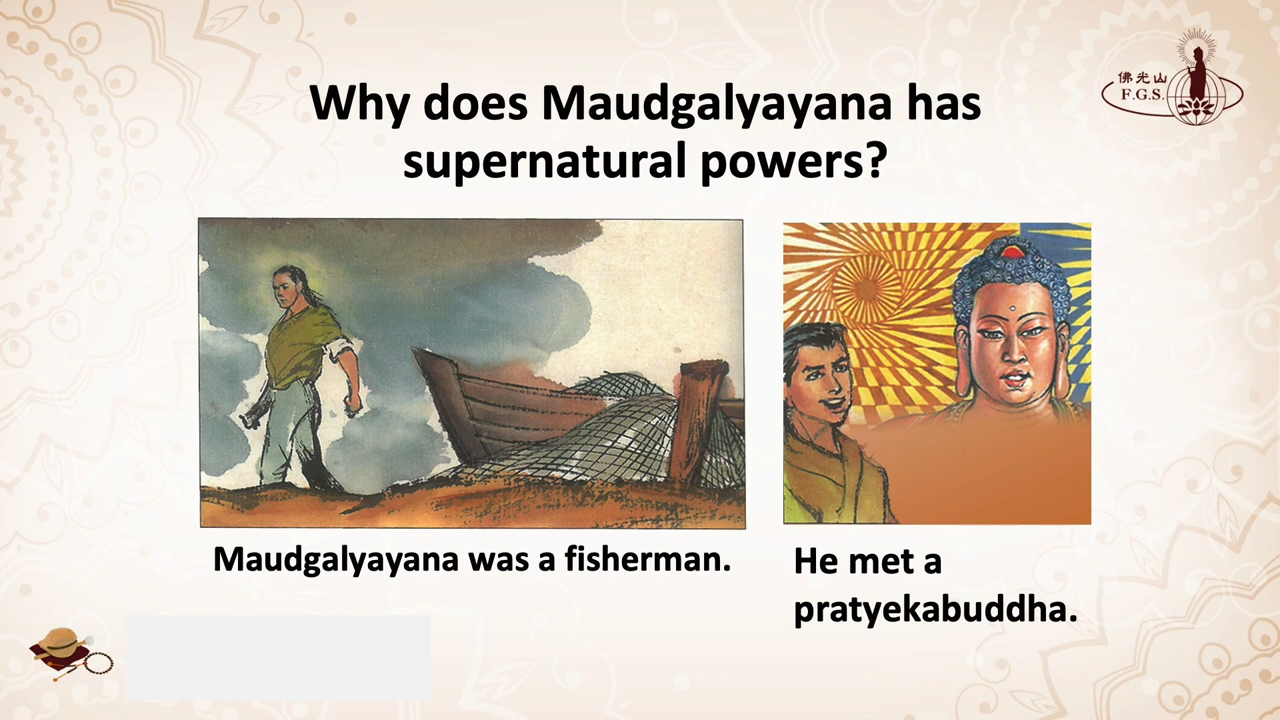 Why does Maudgalyayana has
supernatural powers?
佛光山
F.G.S.
Maudgalyayana was a fisherman.
He met a
pratyekabuddha.